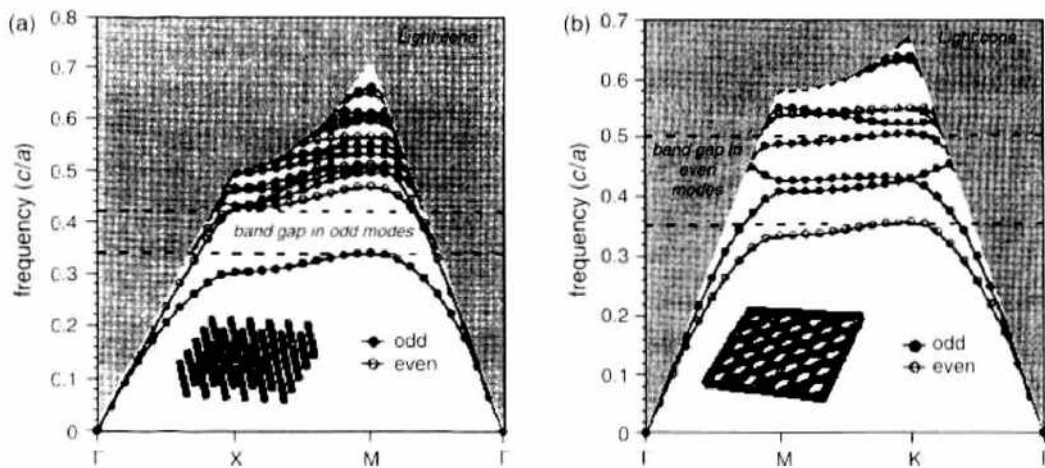 (a)
0.8
0.7
0.6
0.5
0.4
0.3
0.2
0.1
0
frequency (c/a)
Light cone
band gap in odd modes
odd
even
Γ
X
M
Γ
(b)
0.7
0.6
0.5
0.4
0.3
0.2
0.1
0
frequency (c/a)
Light cone
band gap in
even
modes
odd
even
M
K